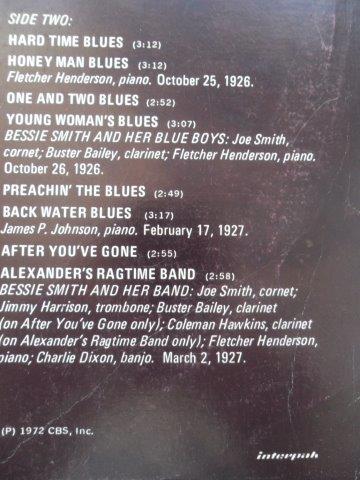 SIDE TWO:
HARD TIME BLUES (3:12)
HONEY MAN BLUES (3:12)
Fletcher Henderson, piano. October 25, 1926.
ONE AND TWO BLUES (2:52)
YOUNG WOMAN'S BLUES (3:07)
BESSIE SMITH AND HER BLUE BOYS: Joe Smith,
cornet; Buster Bailey, clarinet; Fletcher Henderson, piano.
October 26, 1926.
PREACHIN' THE BLUES (2:49)
BACK WATER BLUES (3:17)
James P. Johnson, piano. February 17, 1927.
AFTER YOU'VE GONE (2:55)
ALEXANDER'S RAGTIME BAND (2:58)
BESSIE SMITH AND HER BAND: Joe Smith, cornet;
Jimmy Harrison, trombone; Buster Bailey, clarinet
(on After You've Gone only); Coleman Hawkins, clarinet
(on Alexander's Ragtime Band only); Fletcher Henderson,
piano; Charlie Dixon, banjo. March 2, 1927.
(P) 1972 CBS, Inc.
interpak